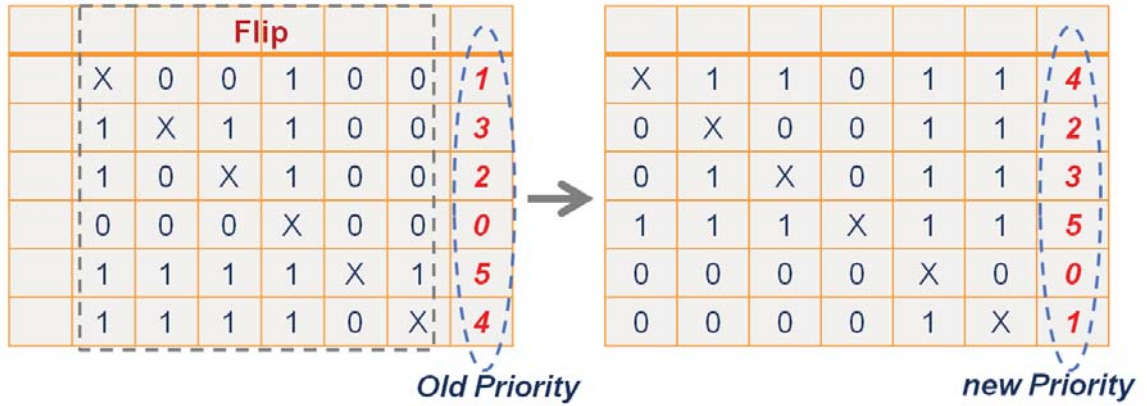 Flip
X 0 0 1 0 0 1 X 1 1 0 1 1 4
1 X 1 1 0 0 3 0 X 0 0 1 1 2
1 0 X 1 0 0 2 0 1 X 0 1 1 3
0 0 0 X 0 0 0 1 1 1 X 1 1 5
1 1 1 1 X 1 5 0 0 0 0 X 0 0
1 1 1 1 0 X 4 0 0 0 0 1 X 1
Old Priority new Priority